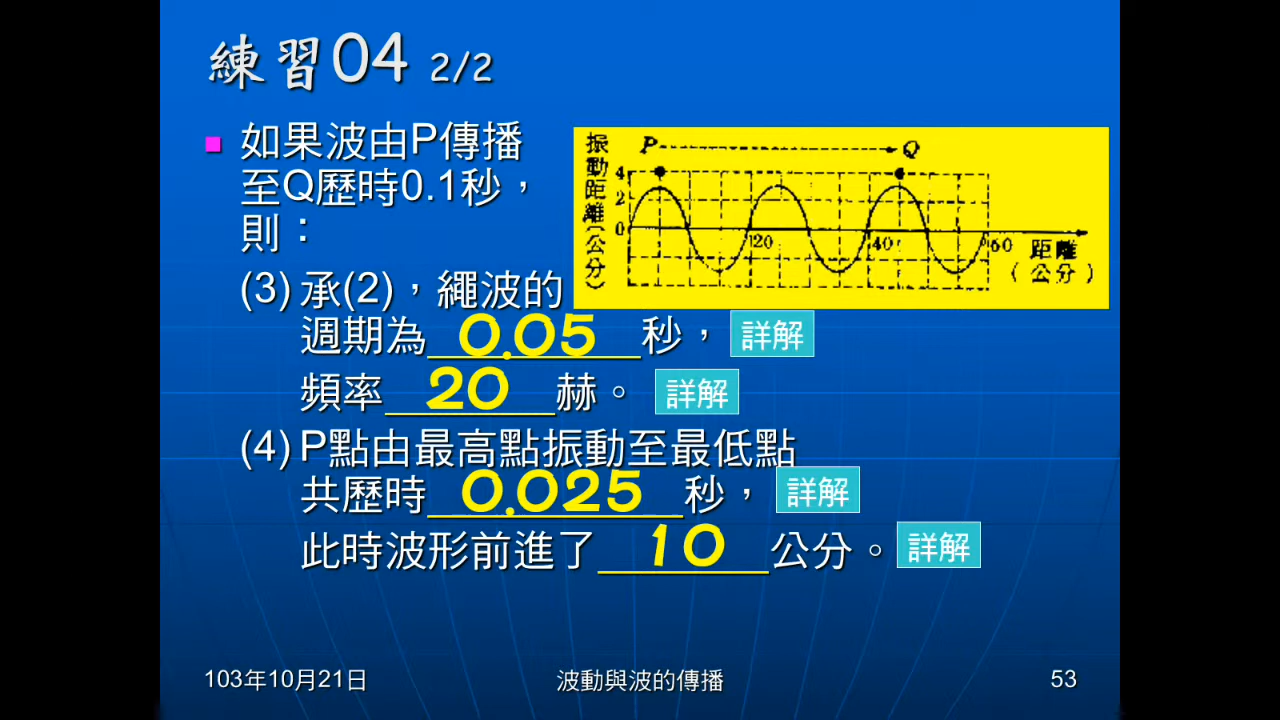 練習04 2/2
如果波由P傳播
至Q歷時0.1秒，
則：
振動距離(公分)
P
Q
4
2
0
20
40
60
距離
(公分)
(3) 承(2)，繩波的
週期為 0.05 秒， 詳解
頻率 20 赫。 詳解
(4) P點由最高點振動至最低點
共歷時 0.025 秒， 詳解
此時波形前進了 10 公分。 詳解
103年10月21日
波動與波的傳播
53